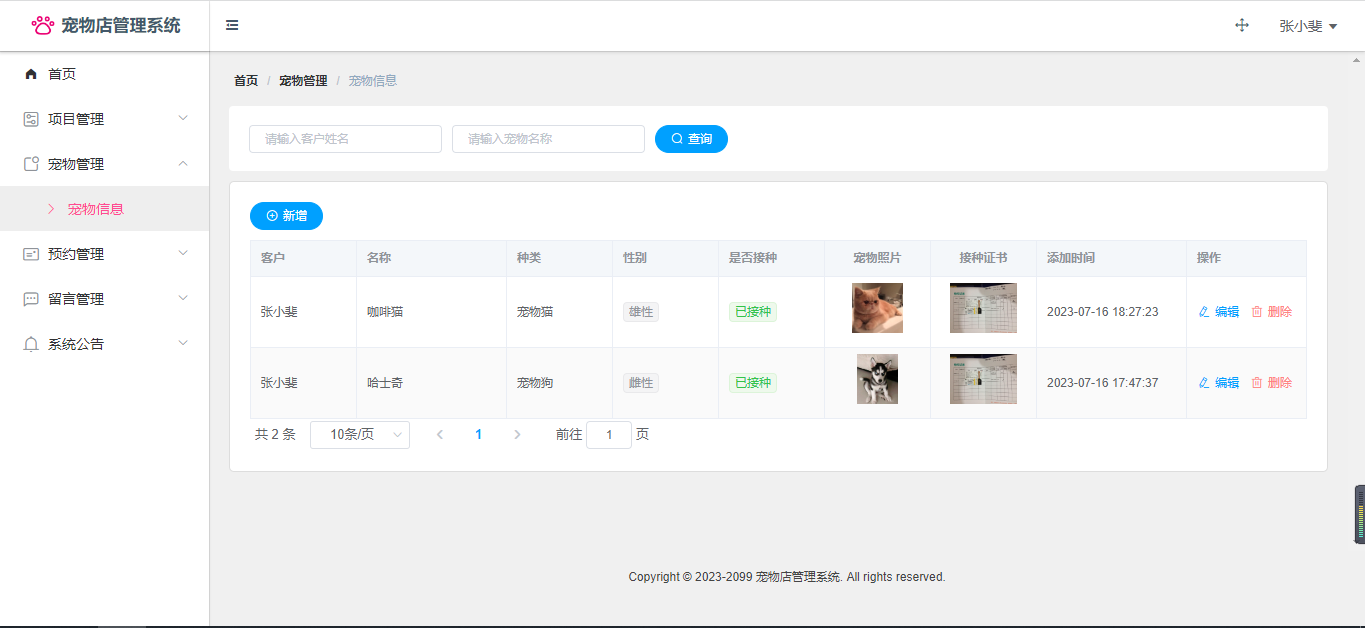 宠物店管理系统
张小斐
首页
项目管理
宠物管理
宠物信息
预约管理
留言管理
系统公告
首页 / 宠物管理 / 宠物信息
请输入客户姓名 请输入宠物名称 查询
新增
客户 名称 种类 性别 是否接种 宠物照片 接种证书 添加时间 操作
张小斐 咖啡猫 宠物猫 雄性 已接种 2023-07-16 18:27:23 编辑 删除
张小斐 哈士奇 宠物狗 雌性 已接种 2023-07-16 17:47:37 编辑 删除
共 2 条 10条/页 1 前往 1 页
Copyright © 2023-2099 宠物店管理系统. All rights reserved.